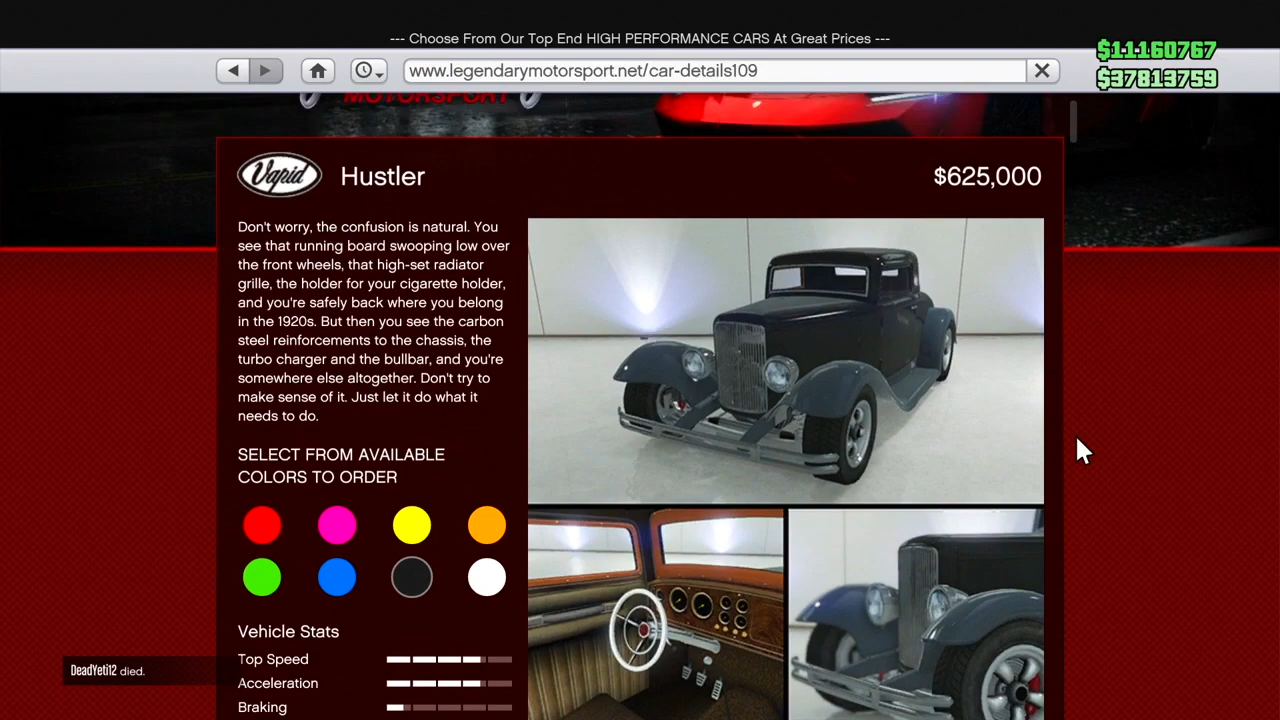 --- Choose From Our Top End HIGH PERFORMANCE CARS At Great Prices ---
$11160767
www.legendarymotorsport.net/car-details109
$37813759
MOTORSPORT
Vapid
Hustler
$625,000
Don't worry, the confusion is natural. You
see that running board swooping low over
the front wheels, that high-set radiator
grille, the holder for your cigarette holder,
and you're safely back where you belong
in the 1920s. But then you see the carbon
steel reinforcements to the chassis, the
turbo charger and the bullbar, and you're
somewhere else altogether. Don't try to
make sense of it. Just let it do what it
needs to do.
SELECT FROM AVAILABLE
COLORS TO ORDER
Vehicle Stats
Top Speed
Acceleration
Braking
DeadYeti12 died.